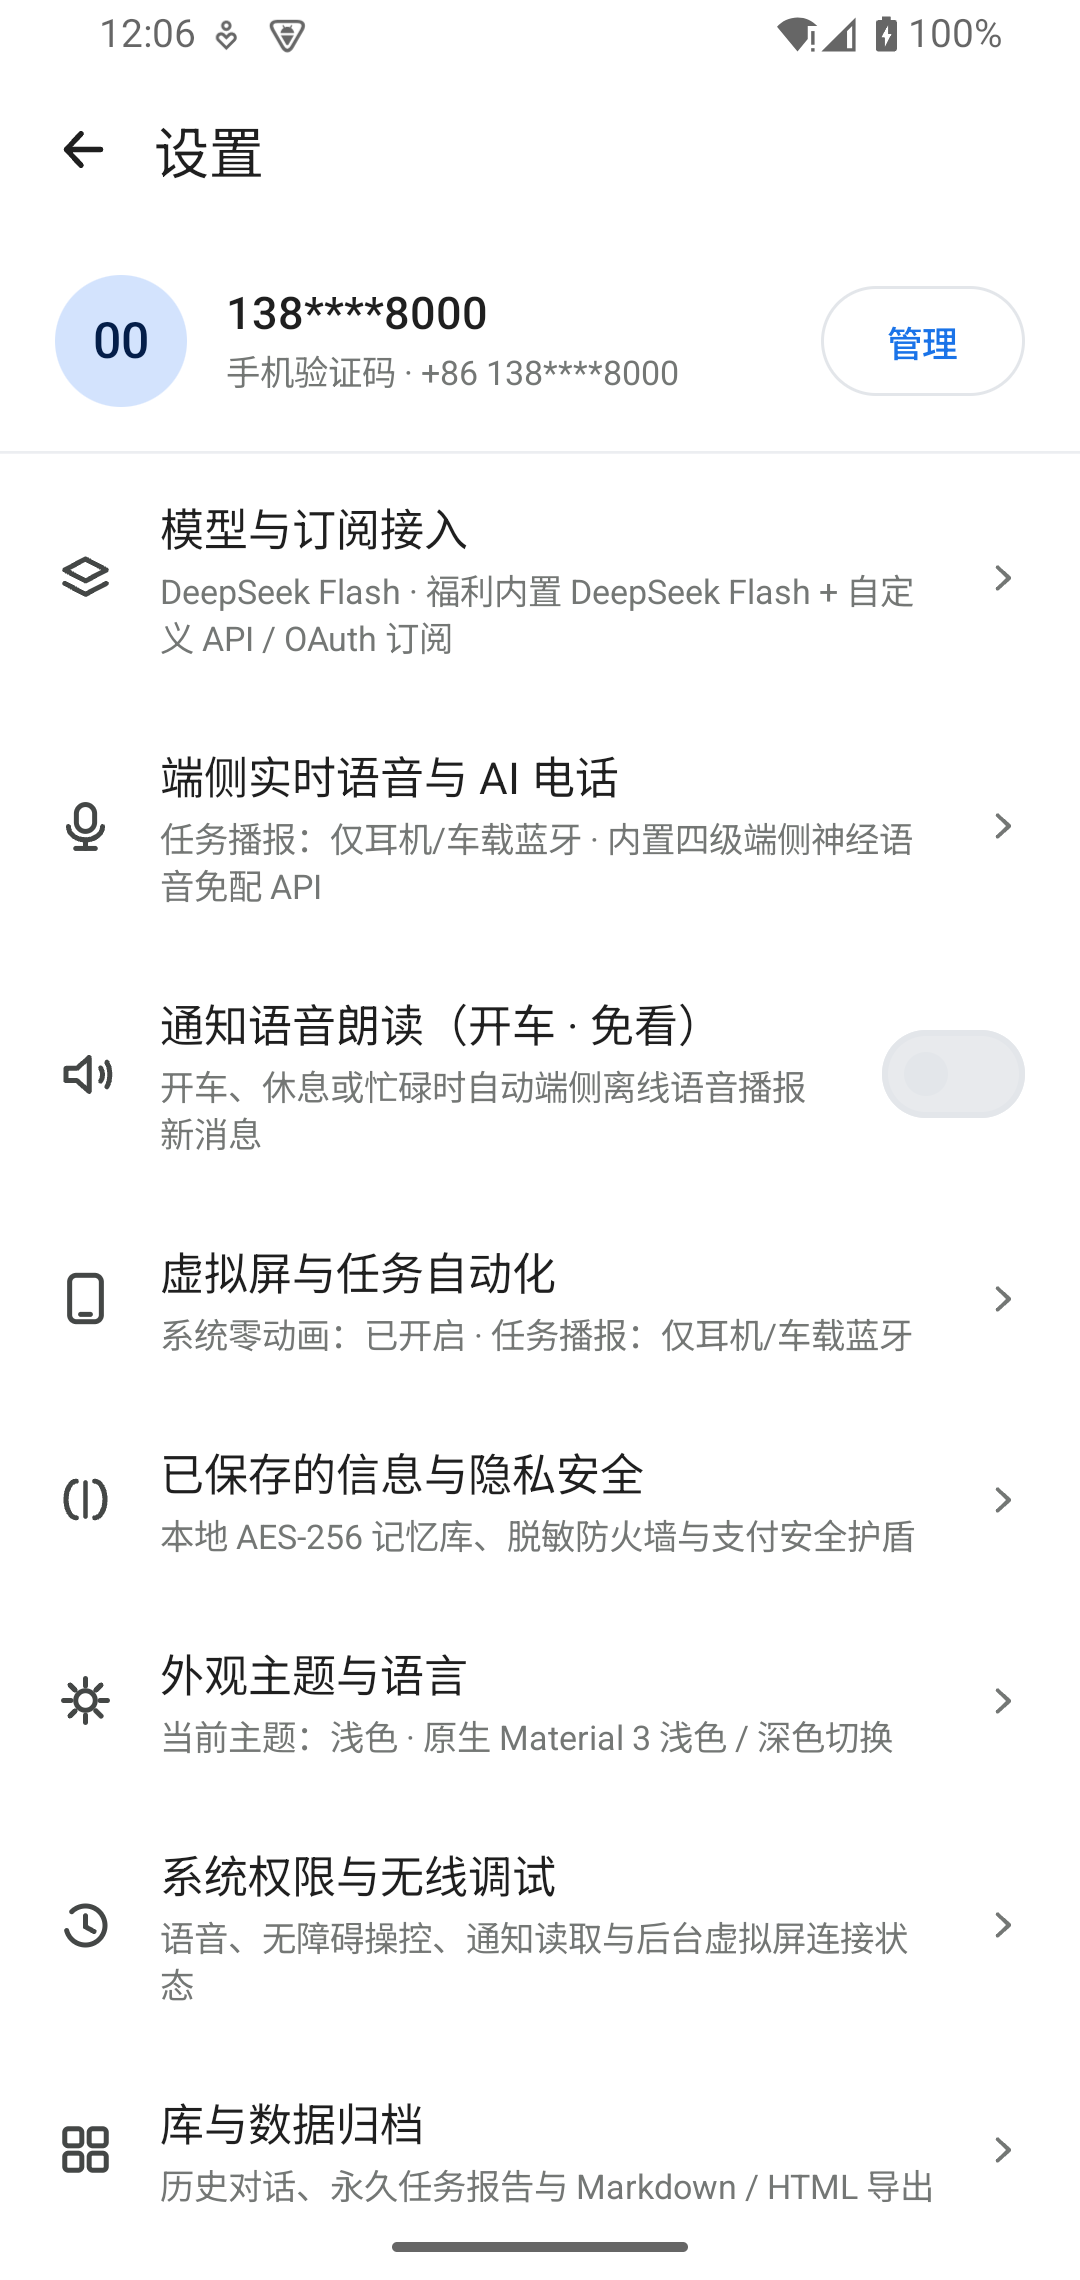 12:06
100%
设置
00
138****8000
手机验证码 · +86 138****8000
管理
模型与订阅接入
DeepSeek Flash · 福利内置 DeepSeek Flash + 自定
义 API / OAuth 订阅
端侧实时语音与 AI 电话
任务播报：仅耳机/车载蓝牙 · 内置四级端侧神经语
音免配 API
通知语音朗读（开车 · 免看）
开车、休息或忙碌时自动端侧离线语音播报
新消息
虚拟屏与任务自动化
系统零动画：已开启 · 任务播报：仅耳机/车载蓝牙
已保存的信息与隐私安全
本地 AES-256 记忆库、脱敏防火墙与支付安全护盾
外观主题与语言
当前主题：浅色 · 原生 Material 3 浅色 / 深色切换
系统权限与无线调试
语音、无障碍操控、通知读取与后台虚拟屏连接状
态
库与数据归档
历史对话、永久任务报告与 Markdown / HTML 导出